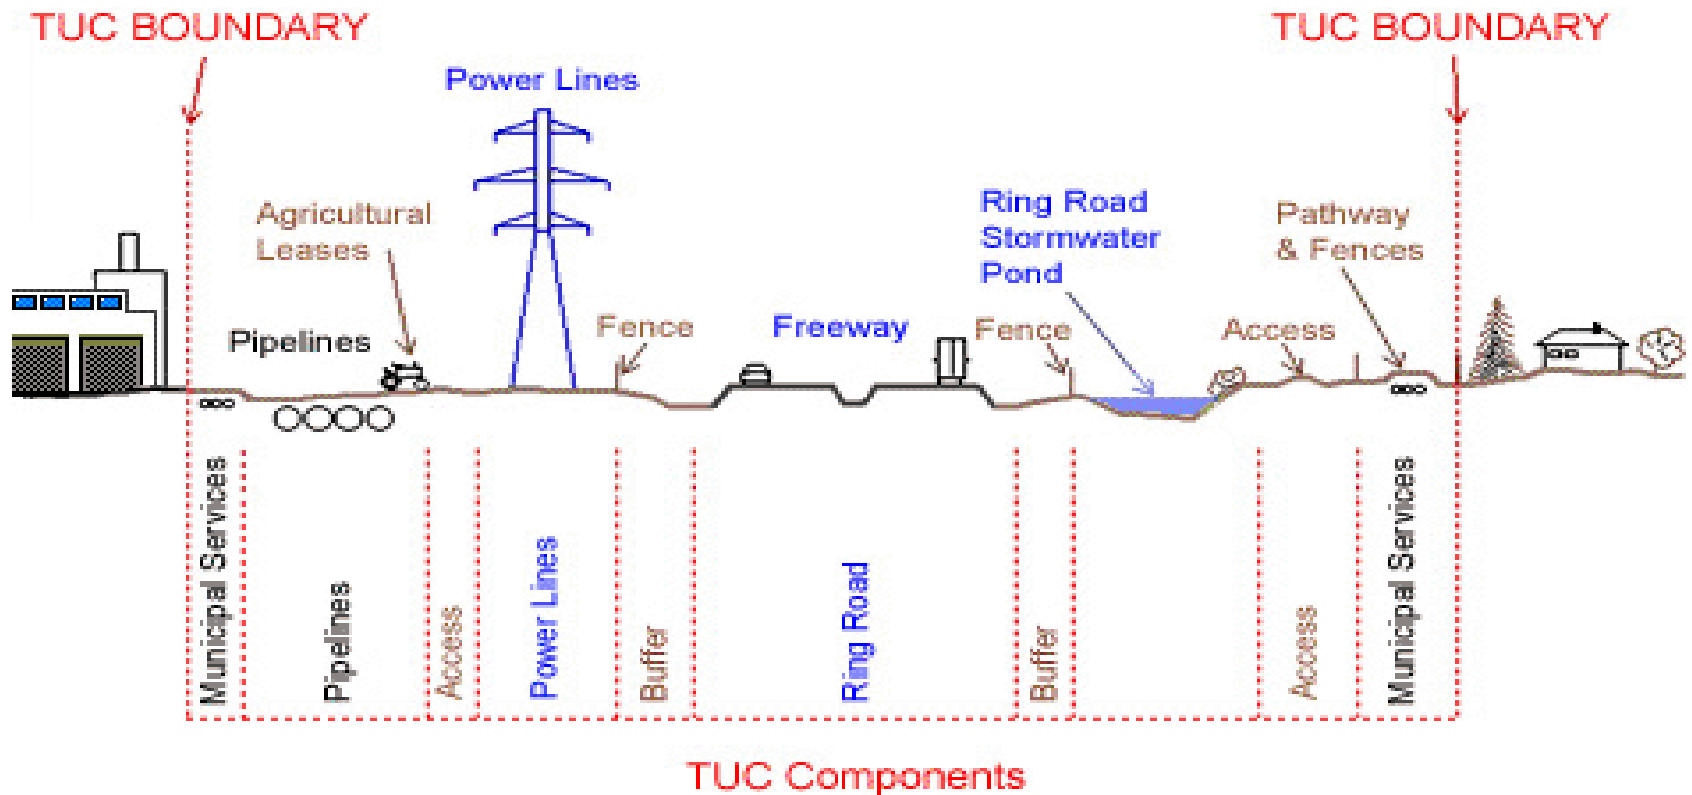 TUC BOUNDARY
TUC BOUNDARY
Power Lines
Agricultural
Leases
Ring Road
Stormwater
Pond
Pathway
& Fences
Pipelines
Fence
Freeway
Fence
Access
Municipal Services
Pipelines
Access
Power Lines
Buffer
Ring Road
Buffer
Access
Municipal Services
TUC Components